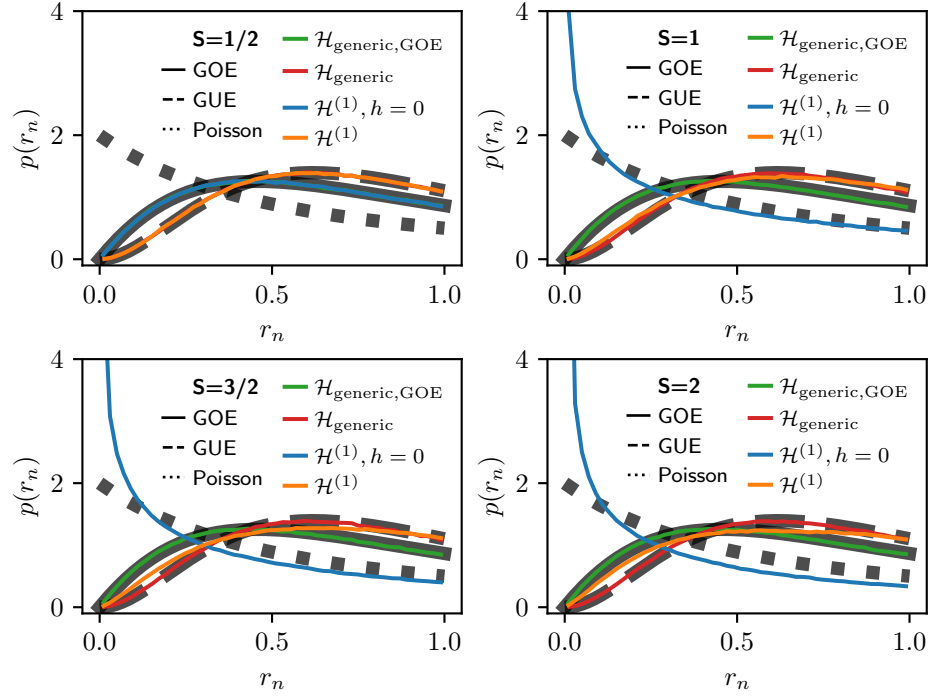 S=1/2
GOE
GUE
Poisson
ℋgeneric,GOE
ℋgeneric
ℋ(1), h = 0
ℋ(1)
4
2
0
p(rn)
0.0 0.5 1.0
rn
S=1
GOE
GUE
Poisson
ℋgeneric,GOE
ℋgeneric
ℋ(1), h = 0
ℋ(1)
4
2
0
p(rn)
0.0 0.5 1.0
rn
S=3/2
GOE
GUE
Poisson
ℋgeneric,GOE
ℋgeneric
ℋ(1), h = 0
ℋ(1)
4
2
0
p(rn)
0.0 0.5 1.0
rn
S=2
GOE
GUE
Poisson
ℋgeneric,GOE
ℋgeneric
ℋ(1), h = 0
ℋ(1)
4
2
0
p(rn)
0.0 0.5 1.0
rn